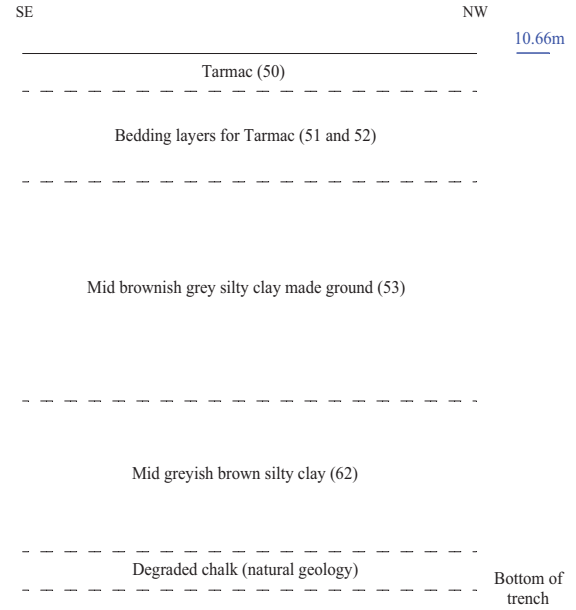 SE
NW
10.66m
Tarmac (50)
Bedding layers for Tarmac (51 and 52)
Mid brownish grey silty clay made ground (53)
Mid greyish brown silty clay (62)
Degraded chalk (natural geology)
Bottom of
trench